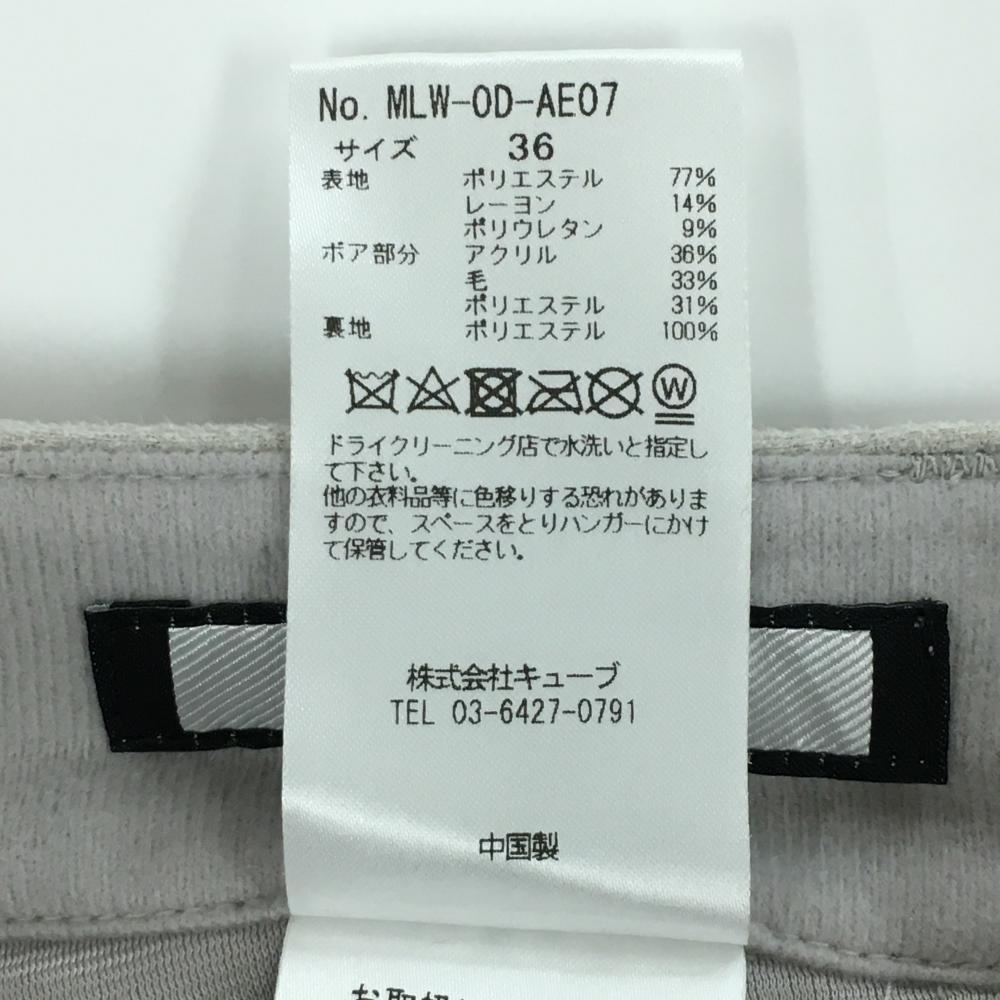 No. MLW-0D-AE07
サイズ 36
表地 ポリエステル 77%
レーヨン 14%
ポリウレタン 9%
ボア部分 アクリル 36%
毛 33%
ポリエステル 31%
裏地 ポリエステル 100%
W
ドライクリーニング店で水洗いと指定し
て下さい。
他の衣料品等に色移りする恐れがありま
すので、スペースをとりハンガーにかけ
て保管してください。
株式会社キューブ
TEL 03-6427-0791
中国製